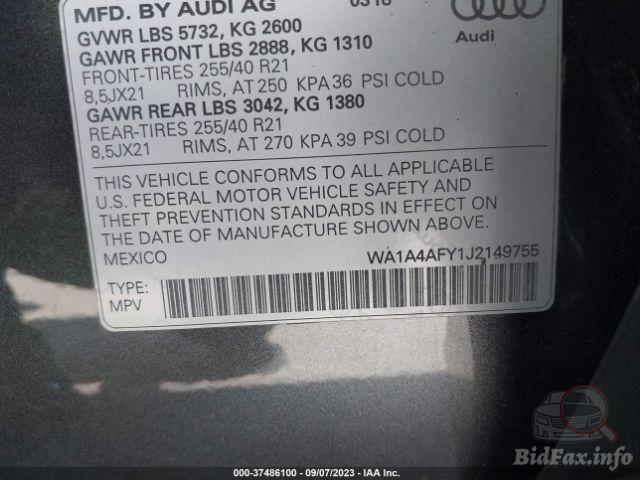 MFD. BY AUDI AG 0318
GVWR LBS 5732, KG 2600
GAWR FRONT LBS 2888, KG 1310
FRONT-TIRES 255/40 R21
8,5JX21 RIMS, AT 250 KPA 36 PSI COLD
GAWR REAR LBS 3042, KG 1380
REAR-TIRES 255/40 R21
8,5JX21 RIMS, AT 270 KPA 39 PSI COLD
Audi
THIS VEHICLE CONFORMS TO ALL APPLICABLE
U.S. FEDERAL MOTOR VEHICLE SAFETY AND
THEFT PREVENTION STANDARDS IN EFFECT ON
THE DATE OF MANUFACTURE SHOWN ABOVE.
MEXICO WA1A4AFY1J2149755
TYPE:
MPV
BidFax.info
000-37486100 - 09/07/2023 - IAA Inc.